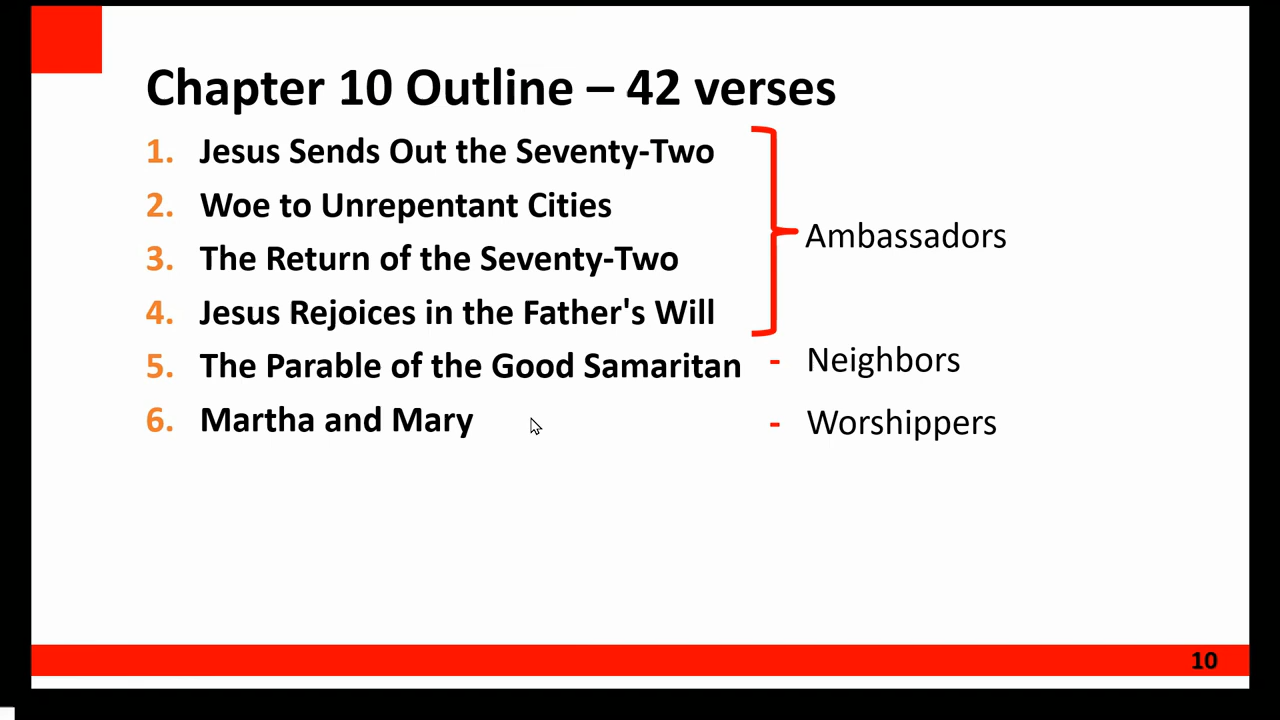 Chapter 10 Outline – 42 verses
1. Jesus Sends Out the Seventy-Two
2. Woe to Unrepentant Cities
3. The Return of the Seventy-Two
4. Jesus Rejoices in the Father's Will
Ambassadors
5. The Parable of the Good Samaritan - Neighbors
6. Martha and Mary - Worshippers
10